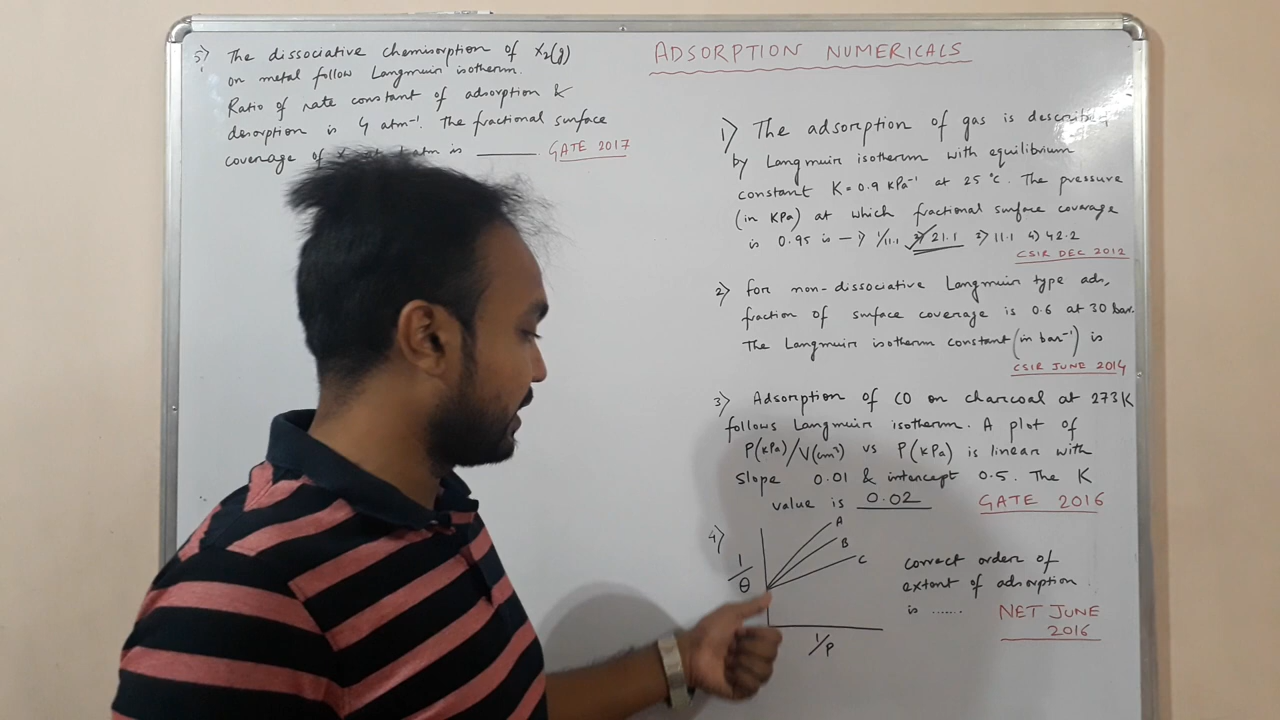 ADSORPTION NUMERICALS
5) The dissociative chemisorption of X2(g)
on metal follow Langmuir isotherm.
Ratio of rate constant of adsorption &
desorption is 4 atm⁻¹. The fractional surface
coverage of atm is ______ GATE 2017
1) The adsorption of gas is described
by Langmuir isotherm with equilibrium
constant K = 0.9 kPa⁻¹ at 25 °C. The pressure
(in KPa) at which fractional surface coverage
is 0.95 is — 1) 1/11.1 2) 21.1 3) 11.1 4) 42.2
CSIR DEC 2012
2) For non-dissociative Langmuir type ads,
fraction of surface coverage is 0.6 at 30 bar.
The Langmuir isotherm constant (in bar⁻¹) is
CSIR JUNE 2014
3) Adsorption of CO on charcoal at 273K
follows Langmuir isotherm. A plot of
P(kPa)/V(cm³) vs P(kPa) is linear with
slope 0.01 & intercept 0.5. The K
value is 0.02 GATE 2016
4) 1/θ
A
B
C
1/P
correct order of
extent of adsorption
is ......
NET JUNE
2016